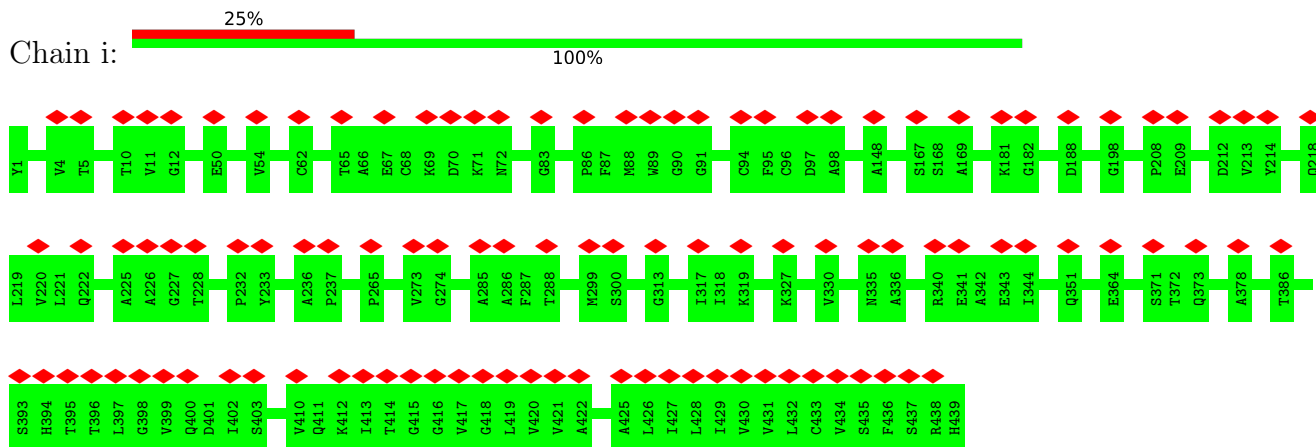 25%
Chain i:
100%
Y1 V4 T5 T10 V11 G12 E50 V54 C62 T65 A66 E67 C68 K69 D70 K71 N72 G83 P86 F87 M88 W89 G90 G91 C94 F95 C96 D97 A98 A148 S167 S168 A169 K181 G182 D188 G198 P208 E209 D212 V213 Y214 Q218
L219 V220 L221 Q222 A225 A226 G227 T228 P232 Y233 A236 P237 P265 V273 G274 A285 A286 F287 T288 M299 S300 G313 I317 I318 K319 K327 V330 N335 A336 R340 E341 A342 E343 I344 Q351 E364 S371 T372 Q373 A378 T386
S393 H394 T395 T396 L397 G398 V399 Q400 D401 I402 S403 V410 Q411 K412 I413 T414 G415 G416 V417 G418 L419 V420 V421 A422 A425 L426 I427 L428 I429 V430 V431 L432 C433 V434 S435 F436 S437 R438 H439